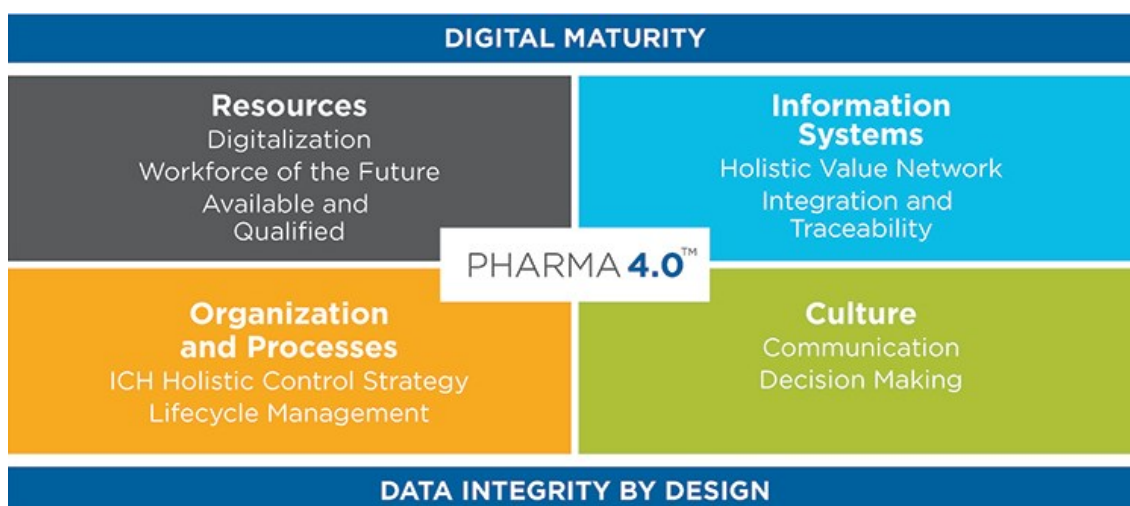 DIGITAL MATURITY
Resources
Digitalization
Workforce of the Future
Available and
Qualified
Information
Systems
Holistic Value Network
Integration and
Traceability
PHARMA 4.0™
Organization
and Processes
ICH Holistic Control Strategy
Lifecycle Management
Culture
Communication
Decision Making
DATA INTEGRITY BY DESIGN